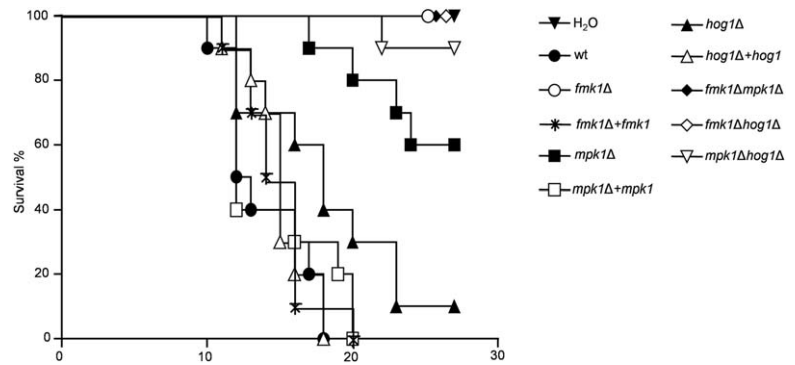 100
80
60
40
20
0
Survival %
0 10 20 30
H₂O
wt
fmk1Δ
fmk1Δ+fmk1
mpk1Δ
mpk1Δ+mpk1
hog1Δ
hog1Δ+hog1
fmk1Δmpk1Δ
fmk1Δhog1Δ
mpk1Δhog1Δ